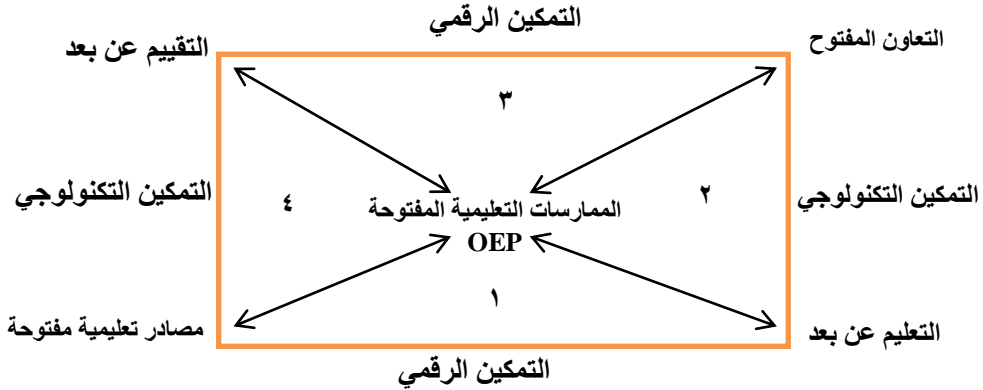 التمكين الرقمي
التعاون المفتوح
التقييم عن بعد
٣
التمكين التكنولوجي
٢
الممارسات التعليمية المفتوحة
OEP
٤
التمكين التكنولوجي
١
التعليم عن بعد
مصادر تعليمية مفتوحة
التمكين الرقمي